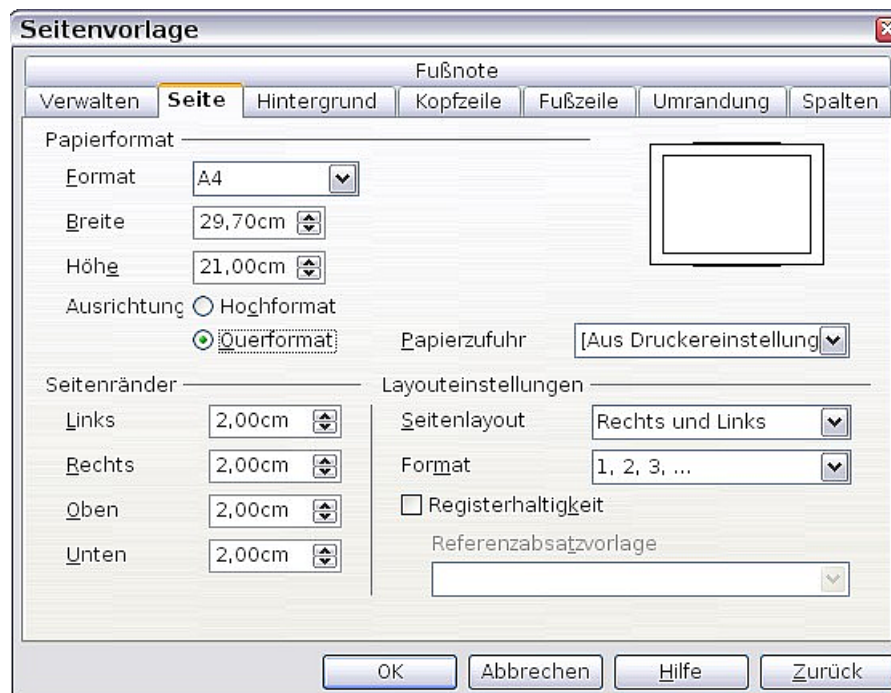 Seitenvorlage
Fußnote
Verwalten Seite Hintergrund Kopfzeile Fußzeile Umrandung Spalten
Papierformat
Format A4
Breite 29,70cm
Höhe 21,00cm
Ausrichtung Hochformat
Querformat Papierzufuhr [Aus Druckereinstellung
Seitenränder Layouteinstellungen
Links 2,00cm Seitenlayout Rechts und Links
Rechts 2,00cm Format 1, 2, 3, ...
Oben 2,00cm Registerhaltigkeit
Referenzabsatzvorlage
Unten 2,00cm
OK Abbrechen Hilfe Zurück